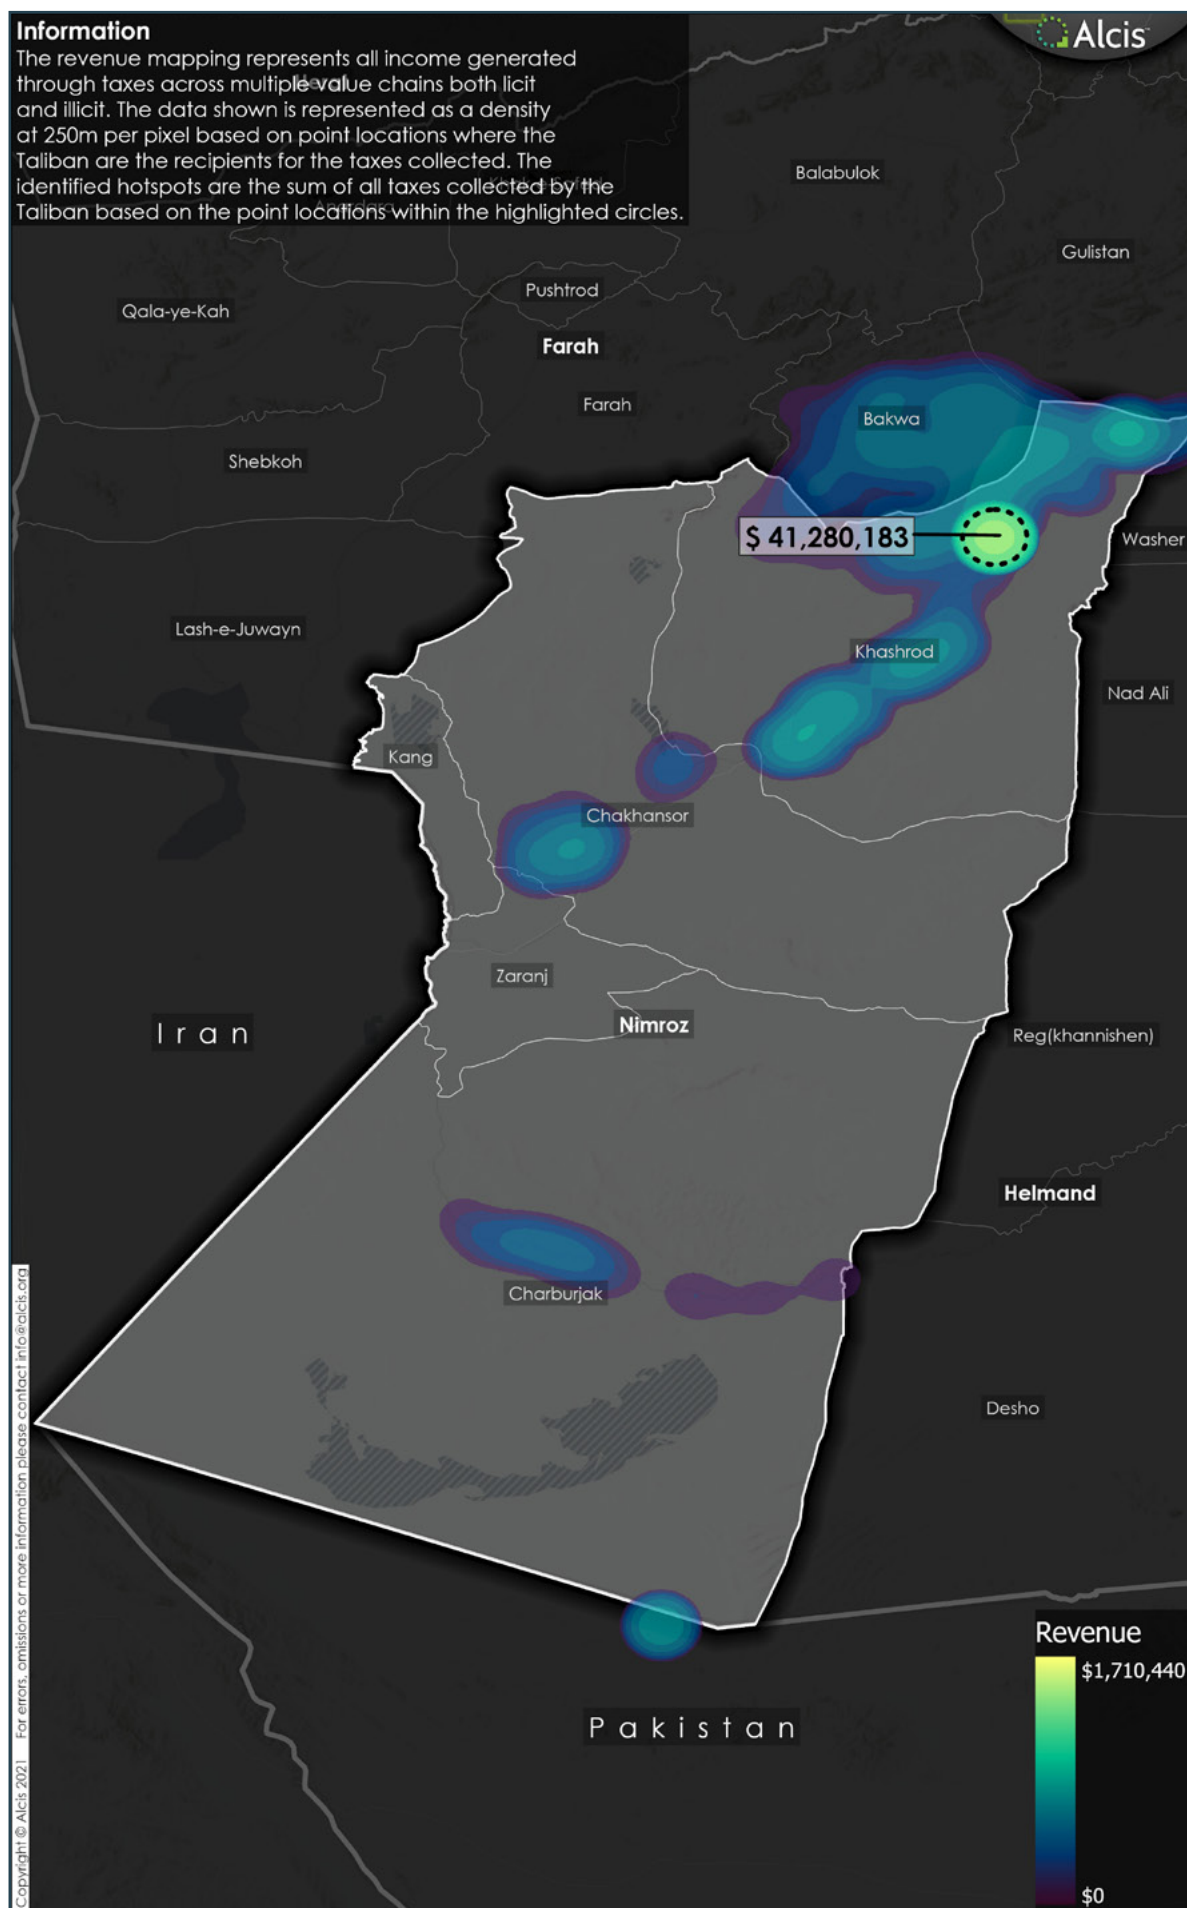 Information
The revenue mapping represents all income generated
through taxes across multiple value chains both licit
and illicit. The data shown is represented as a density
at 250m per pixel based on point locations where the
Taliban are the recipients for the taxes collected. The
identified hotspots are the sum of all taxes collected by the
Taliban based on the point locations within the highlighted circles.
Alcis
Herat
Khak-e-Safed
Anardara
Balabulok
Gulistan
Pushtrod
Qala-ye-Kah
Farah
Farah
Bakwa
Shebkoh
$ 41,280,183
Washer
Lash-e-Juwayn
Khashrod
Nad Ali
Kang
Chakhansor
Zaranj
Nimroz
Iran
Reg(khannishen)
Helmand
Charburjak
Desho
Pakistan
Revenue
$1,710,440
$0
Copyright © Alcis 2021 For errors, omissions or more information please contact info@alcis.org